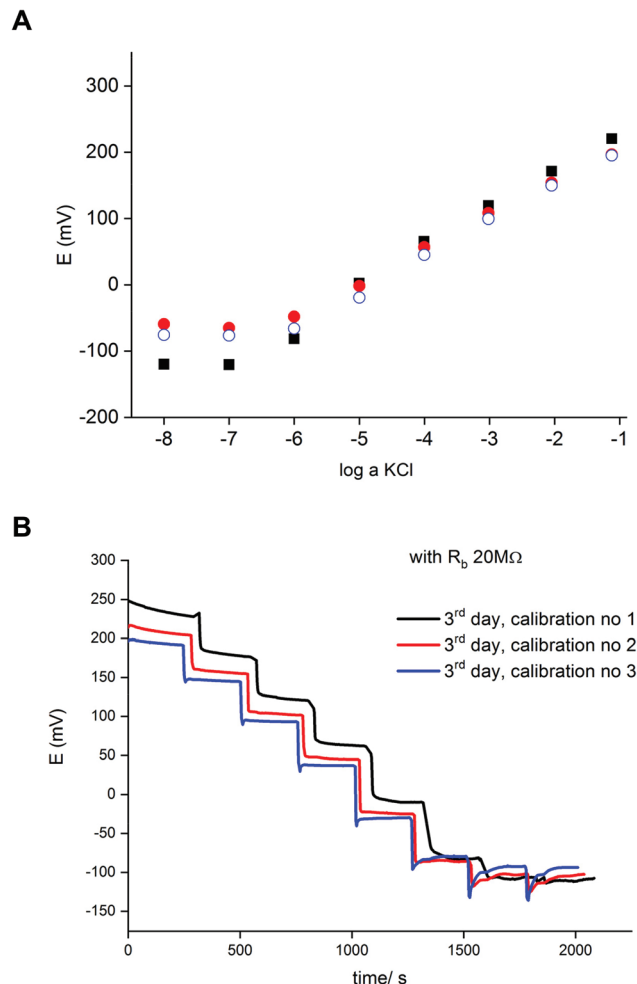 A
E (mV)
300
200
100
0
-100
-200
-8 -7 -6 -5 -4 -3 -2 -1
log a KCl
B
with Rb 20MΩ
3rd day, calibration no 1
3rd day, calibration no 2
3rd day, calibration no 3
E (mV)
300
250
200
150
100
50
0
-50
-100
-150
0 500 1000 1500 2000
time/ s